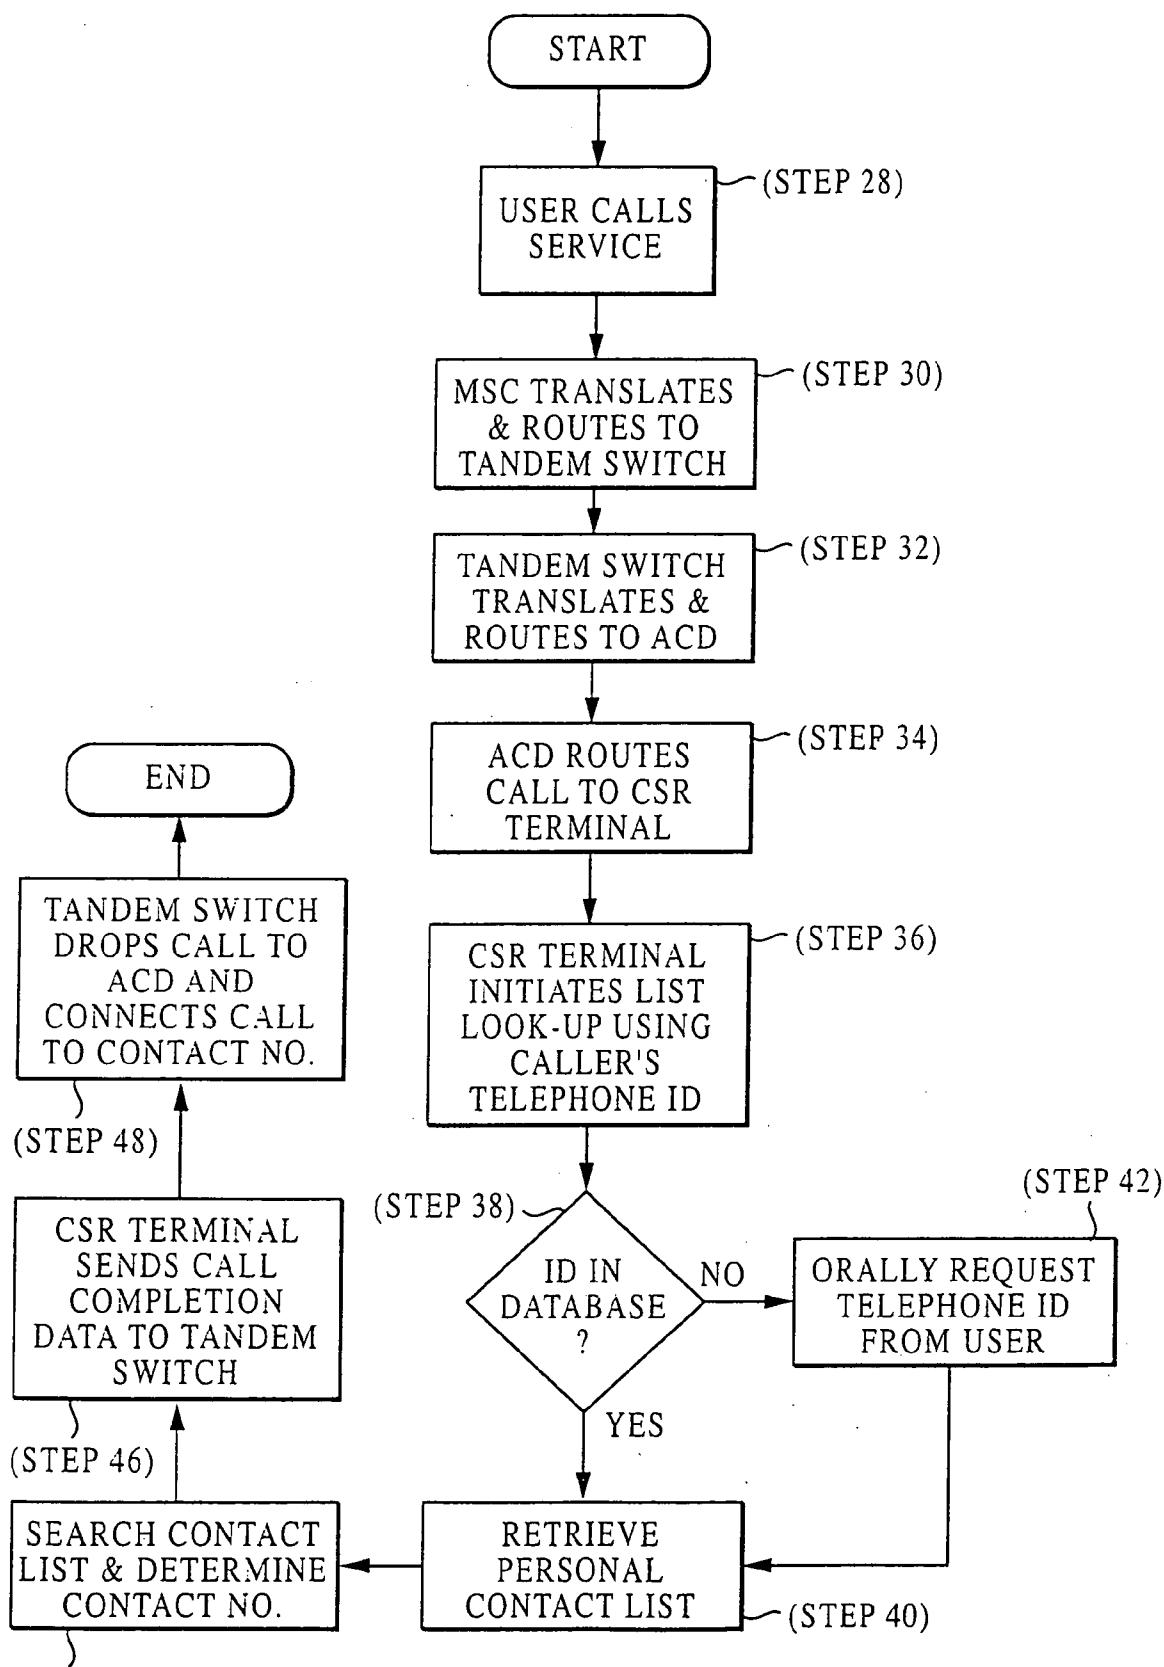 START
(STEP 28)
USER CALLS
SERVICE
(STEP 30)
MSC TRANSLATES
& ROUTES TO
TANDEM SWITCH
(STEP 32)
TANDEM SWITCH
TRANSLATES &
ROUTES TO ACD
(STEP 34)
ACD ROUTES
CALL TO CSR
TERMINAL
(STEP 36)
CSR TERMINAL
INITIATES LIST
LOOK-UP USING
CALLER'S
TELEPHONE ID
(STEP 38)
ID IN
DATABASE
?
NO
YES
(STEP 42)
ORALLY REQUEST
TELEPHONE ID
FROM USER
RETRIEVE
PERSONAL
CONTACT LIST
(STEP 40)
SEARCH CONTACT
LIST & DETERMINE
CONTACT NO.
CSR TERMINAL
SENDS CALL
COMPLETION
DATA TO TANDEM
SWITCH
(STEP 46)
TANDEM SWITCH
DROPS CALL TO
ACD AND
CONNECTS CALL
TO CONTACT NO.
(STEP 48)
END